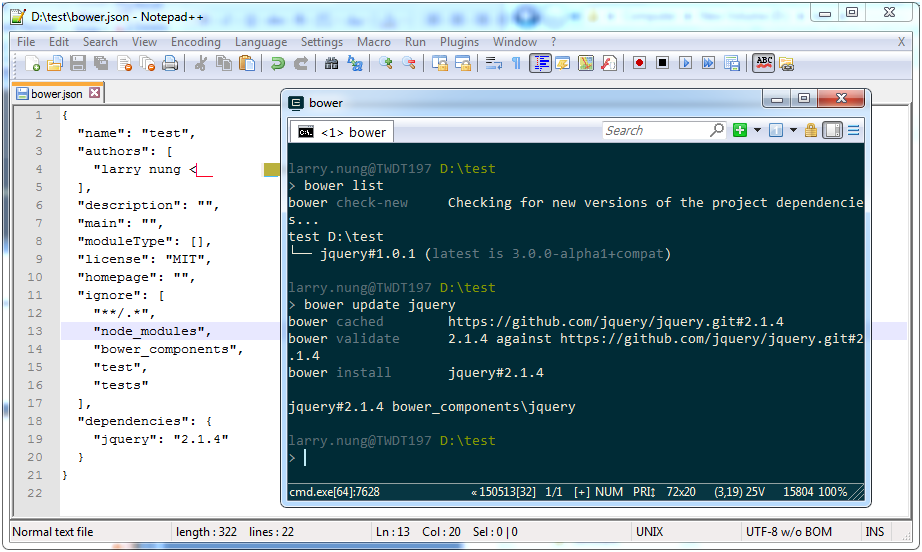 D:\test\bower.json - Notepad++
File Edit Search View Encoding Language Settings Macro Run Plugins Window ? X
ABC
bower.json
1 {
2 "name": "test",
3 "authors": [
4 "larry nung <
5 ],
6 "description": "",
7 "main": "",
8 "moduleType": [],
9 "license": "MIT",
10 "homepage": "",
11 "ignore": [
12 "**/.*",
13 "node_modules",
14 "bower_components",
15 "test",
16 "tests"
17 ],
18 "dependencies": {
19 "jquery": "2.1.4"
20 }
21 }
22
bower
<1> bower
Search
larry.nung@TWDT197 D:\test
> bower list
bower check-new Checking for new versions of the project dependencie
s...
test D:\test
└── jquery#1.0.1 (latest is 3.0.0-alpha1+compat)
larry.nung@TWDT197 D:\test
> bower update jquery
bower cached https://github.com/jquery/jquery.git#2.1.4
bower validate 2.1.4 against https://github.com/jquery/jquery.git#2
.1.4
bower install jquery#2.1.4
jquery#2.1.4 bower_components\jquery
larry.nung@TWDT197 D:\test
>
cmd.exe[64]:7628 «150513[32] 1/1 [+] NUM PRI↕ 72x20 (3,19) 25V 15804 100%
Normal text file length : 322 lines : 22 Ln : 13 Col : 20 Sel : 0 | 0 UNIX UTF-8 w/o BOM INS